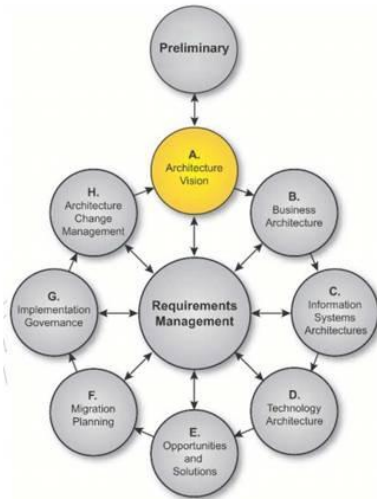 Preliminary
A.
Architecture
Vision
B.
Business
Architecture
C.
Information
Systems
Architectures
D.
Technology
Architecture
E.
Opportunities
and
Solutions
F.
Migration
Planning
G.
Implementation
Governance
H.
Architecture
Change
Management
Requirements
Management